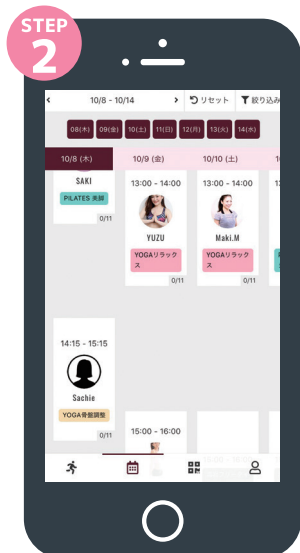 STEP
2
10/8 - 10/14
リセット
絞り込み
08(木) 09(金) 10(土) 11(日) 12(月) 13(火) 14(水)
10/8 (木)
10/9 (金)
10/10 (土)
SAKI
PILATES 美脚
0/11
13:00 - 14:00
YUZU
YOGAリラック
ス
0/11
13:00 - 14:00
Maki.M
YOGAリラック
ス
0/11
14:15 - 15:15
Sachie
YOGA骨盤調整
0/11
15:00 - 16:00